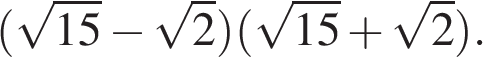 (√15 − √2)(√15 + √2).